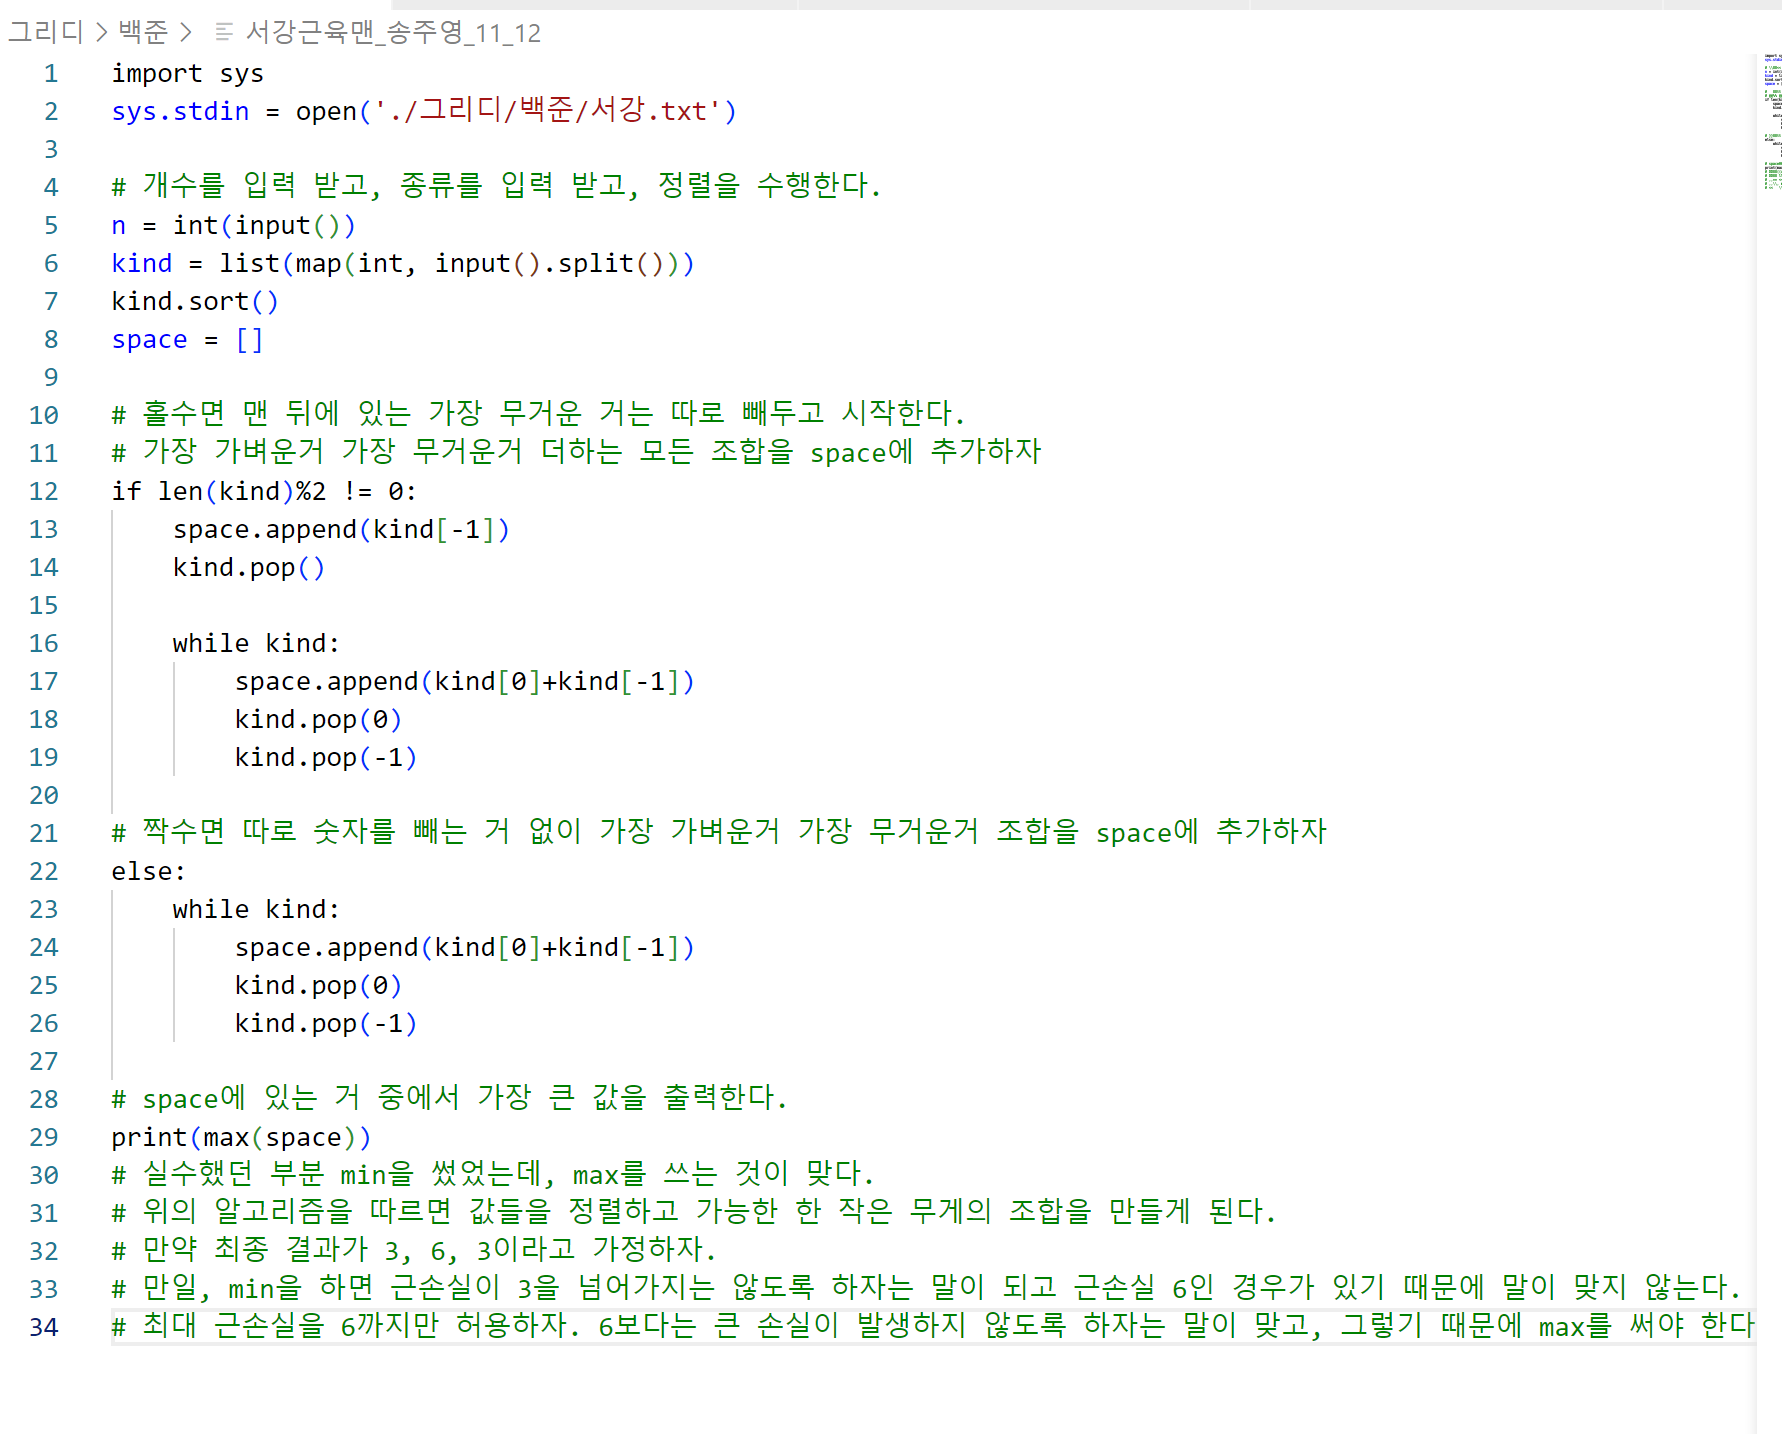 그리디 > 백준 > 서강근육맨_송주영_11_12
1 import sys
2 sys.stdin = open('./그리디/백준/서강.txt')
3
4 # 개수를 입력 받고, 종류를 입력 받고, 정렬을 수행한다.
5 n = int(input())
6 kind = list(map(int, input().split()))
7 kind.sort()
8 space = []
9
10 # 홀수면 맨 뒤에 있는 가장 무거운 거는 따로 빼두고 시작한다.
11 # 가장 가벼운거 가장 무거운거 더하는 모든 조합을 space에 추가하자
12 if len(kind)%2 != 0:
13     space.append(kind[-1])
14     kind.pop()
15
16     while kind:
17         space.append(kind[0]+kind[-1])
18         kind.pop(0)
19         kind.pop(-1)
20
21 # 짝수면 따로 숫자를 빼는 거 없이 가장 가벼운거 가장 무거운거 조합을 space에 추가하자
22 else:
23     while kind:
24         space.append(kind[0]+kind[-1])
25         kind.pop(0)
26         kind.pop(-1)
27
28 # space에 있는 거 중에서 가장 큰 값을 출력한다.
29 print(max(space))
30 # 실수했던 부분 min을 썼었는데, max를 쓰는 것이 맞다.
31 # 위의 알고리즘을 따르면 값들을 정렬하고 가능한 한 작은 무게의 조합을 만들게 된다.
32 # 만약 최종 결과가 3, 6, 3이라고 가정하자.
33 # 만일, min을 하면 근손실이 3을 넘어가지는 않도록 하자는 말이 되고 근손실 6인 경우가 있기 때문에 말이 맞지 않는다.
34 # 최대 근손실을 6까지만 허용하자. 6보다는 큰 손실이 발생하지 않도록 하자는 말이 맞고, 그렇기 때문에 max를 써야 한다